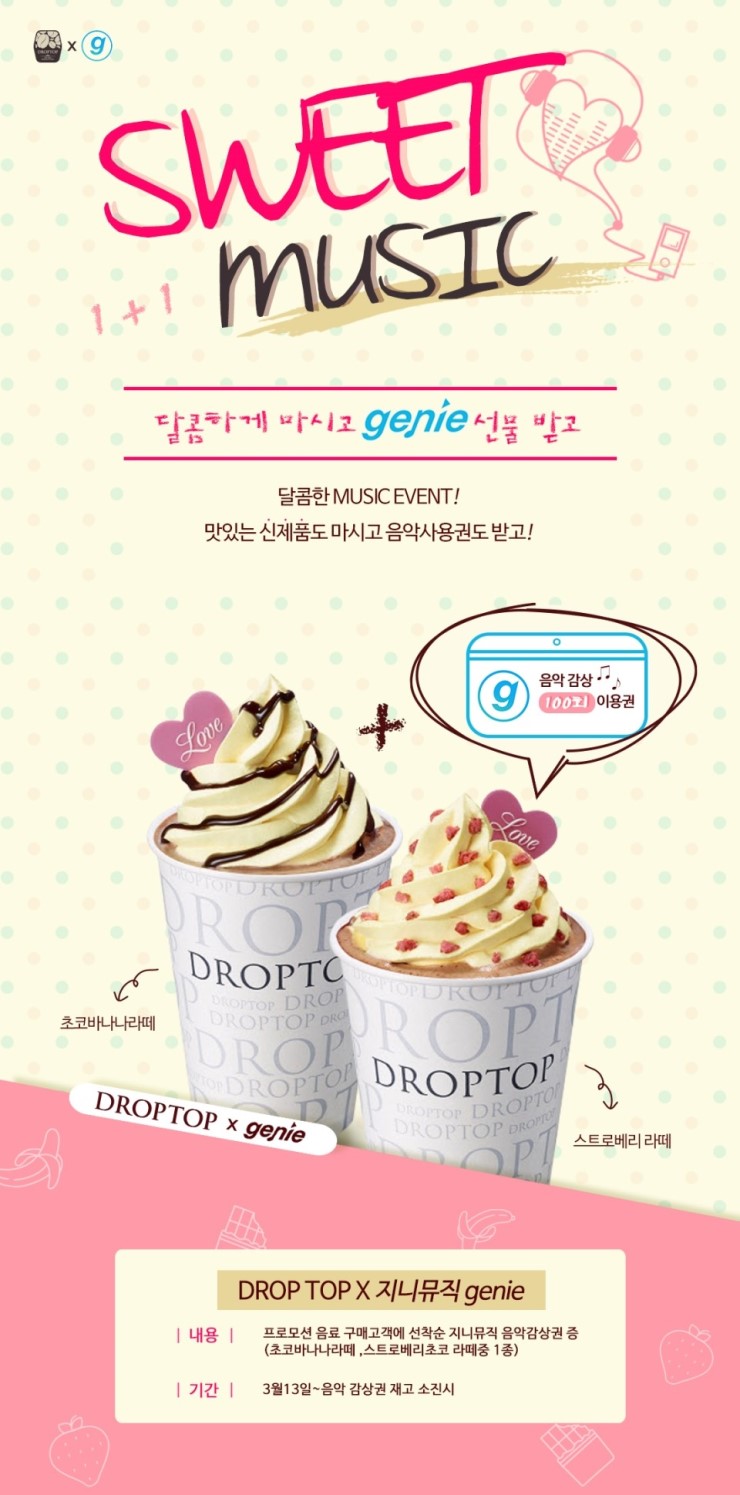 DROPTOP x g
SWEET
MUSIC
1+1
달콤하게 마시고 genie 선물 받고
달콤한 MUSIC EVENT!
맛있는 신제품도 마시고 음악사용권도 받고!
음악 감상
g 100회 이용권
Love
Love
DROPTOP
DROPTOP
초코바나나라떼
DROPTOP x genie
스트로베리 라떼
DROP TOP X 지니뮤직 genie
| 내용 | 프로모션 음료 구매고객에 선착순 지니뮤직 음악감상권 증
(초코바나나라떼 ,스트로베리초코 라떼중 1종)
| 기간 | 3월13일~음악 감상권 재고 소진시